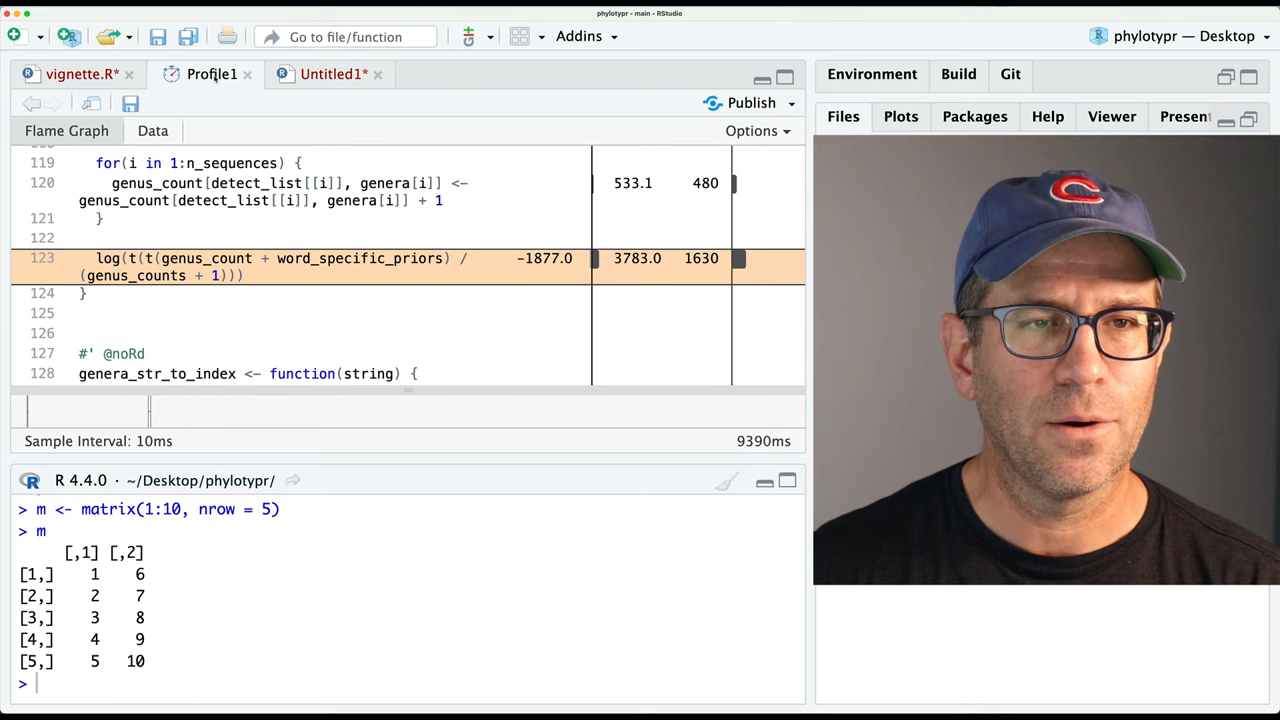 phylotypr - main - RStudio
Go to file/function
Addins
phylotypr — Desktop
vignette.R*
Profile1
Untitled1*
Publish
Flame Graph
Data
Options
119 for(i in 1:n_sequences) {
120 genus_count[detect_list[[i]], genera[i]] <- 533.1 480
genus_count[detect_list[[i]], genera[i]] + 1
121 }
122
123 log(t(t(genus_count + word_specific_priors) / -1877.0 3783.0 1630
(genus_counts + 1)))
124 }
125
126
127 #' @noRd
128 genera_str_to_index <- function(string) {
Sample Interval: 10ms
9390ms
R 4.4.0 · ~/Desktop/phylotypr/
> m <- matrix(1:10, nrow = 5)
> m
[,1] [,2]
[1,] 1 6
[2,] 2 7
[3,] 3 8
[4,] 4 9
[5,] 5 10
>
Environment
Build
Git
Files
Plots
Packages
Help
Viewer
Present
C